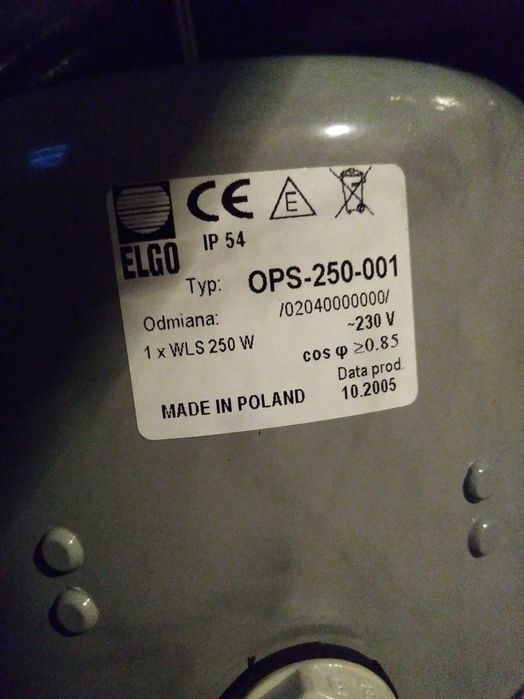 CE E
ELGO IP 54
Typ: OPS-250-001
Odmiana: /02040000000/
1 x WLS 250 W ~230 V
cos φ ≥0.85
Data prod.
MADE IN POLAND 10.2005